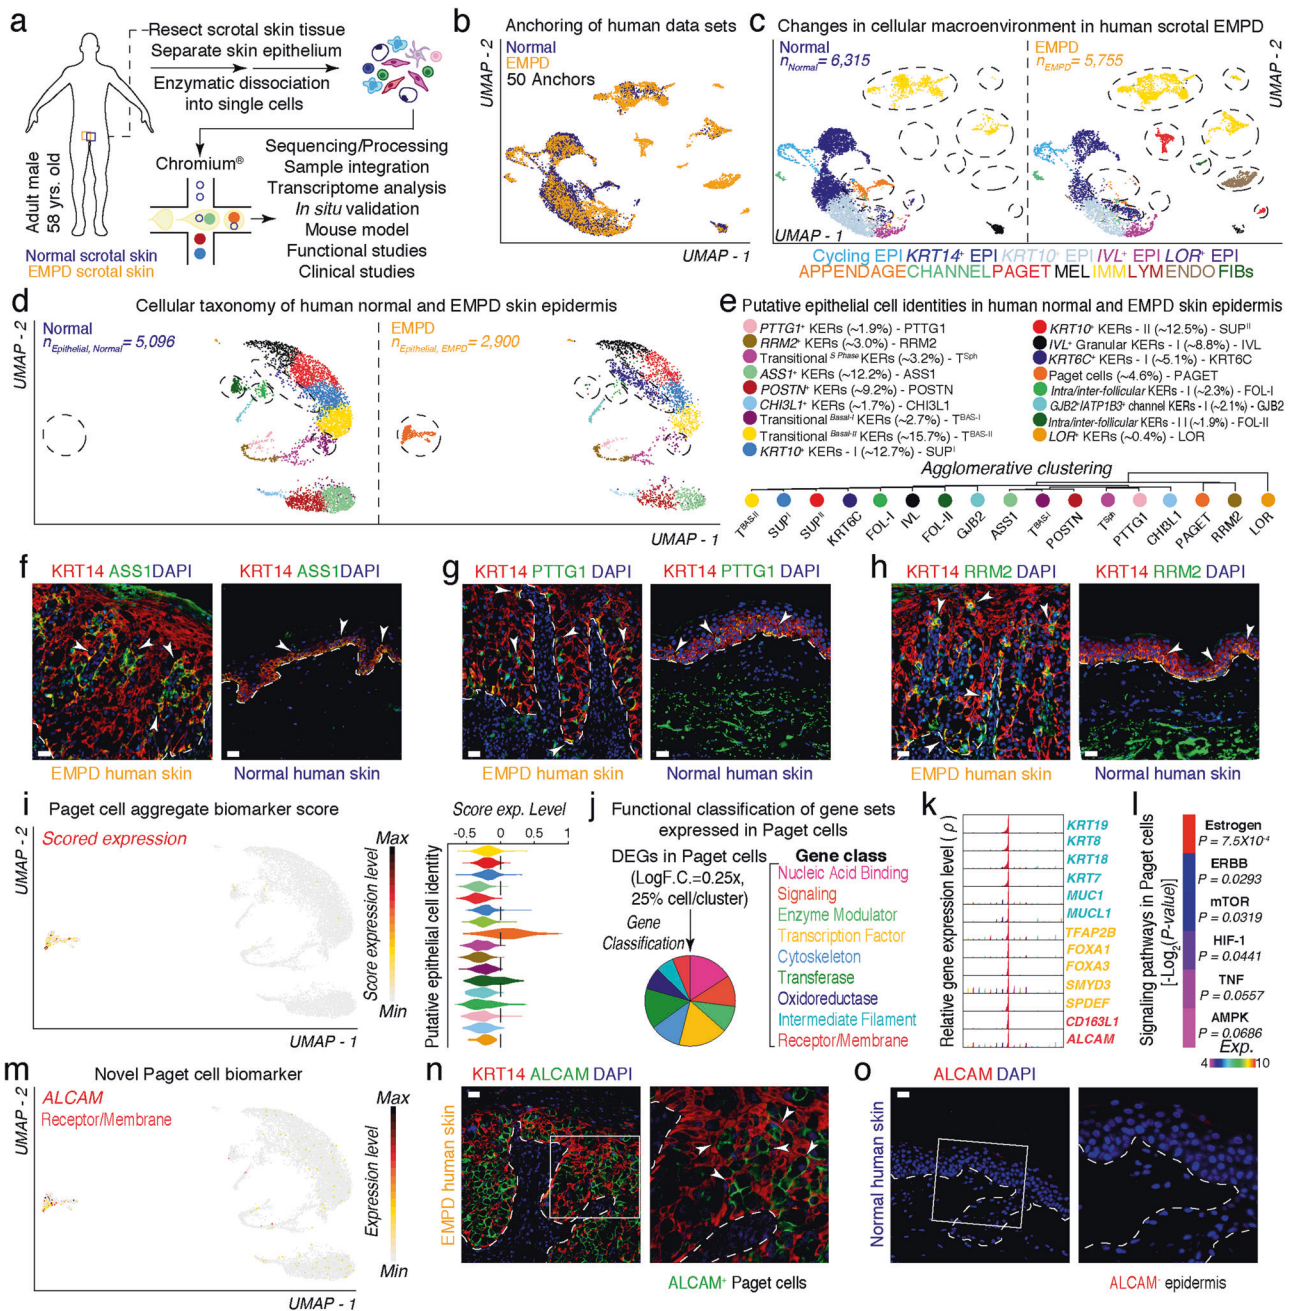 a
Resect scrotal skin tissue
Separate skin epithelium
Enzymatic dissociation
into single cells
Adult male
58 yrs. old
Chromium®
Sequencing/Processing
Sample integration
Transcriptome analysis
In situ validation
Mouse model
Functional studies
Clinical studies
Normal scrotal skin
EMPD scrotal skin
b
Anchoring of human data sets
Normal
EMPD
50 Anchors
UMAP - 2
UMAP - 1
c
Changes in cellular macroenvironment in human scrotal EMPD
Normal
nNormal= 6,315
EMPD
nEMPD= 5,755
UMAP - 2
UMAP - 1
Cycling EPI KRT14+ EPI KRT10+ EPI IVL+ EPI LOR+ EPI
APPENDAGECHANNELPAGET MELIMMLYMENDO FIBs
d
Cellular taxonomy of human normal and EMPD skin epidermis
Normal
nEpithelial, Normal= 5,096
EMPD
nEpithelial, EMPD= 2,900
UMAP - 2
UMAP - 1
e
Putative epithelial cell identities in human normal and EMPD skin epidermis
PTTG1+ KERs (~1.9%) - PTTG1
RRM2+ KERs (~3.0%) - RRM2
Transitional S Phase KERs (~3.2%) - TSph
ASS1+ KERs (~12.2%) - ASS1
POSTN+ KERs (~9.2%) - POSTN
CHI3L1+ KERs (~1.7%) - CHI3L1
Transitional Basal-I KERs (~2.7%) - TBAS-I
Transitional Basal-II KERs (~15.7%) - TBAS-II
KRT10+ KERs - I (~12.7%) - SUPI
KRT10+ KERs - II (~12.5%) - SUPII
IVL+ Granular KERs - I (~8.8%) - IVL
KRT6C+ KERs - I (~5.1%) - KRT6C
Paget cells (~4.6%) - PAGET
Intra/inter-follicular KERs - I (~2.3%) - FOL-I
GJB2+/ATP1B3+ channel KERs - I (~2.1%) - GJB2
Intra/inter-follicular KERs - I I (~1.9%) - FOL-II
LOR+ KERs (~0.4%) - LOR
Agglomerative clustering
TBAS-II
SUPI
SUPII
KRT6C
FOL-I
IVL
FOL-II
GJB2
ASS1
TBAS-I
POSTN
TSph
PTTG1
CHI3L1
PAGET
RRM2
LOR
f
KRT14 ASS1DAPI
KRT14 ASS1DAPI
EMPD human skin
Normal human skin
g
KRT14 PTTG1 DAPI
KRT14 PTTG1 DAPI
EMPD human skin
Normal human skin
h
KRT14 RRM2 DAPI
KRT14 RRM2 DAPI
EMPD human skin
Normal human skin
i
Paget cell aggregate biomarker score
Scored expression
Max
Score expression level
Min
UMAP - 2
UMAP - 1
Score exp. Level
-0.5
0
0.5
1
Putative epithelial cell identity
j
Functional classification of gene sets
expressed in Paget cells
DEGs in Paget cells
(LogF.C.=0.25x,
25% cell/cluster)
Gene
Classification
Gene class
Nucleic Acid Binding
Signaling
Enzyme Modulator
Transcription Factor
Cytoskeleton
Transferase
Oxidoreductase
Intermediate Filament
Receptor/Membrane
k
Relative gene expression level (ρ)
KRT19
KRT8
KRT18
KRT7
MUC1
MUCL1
TFAP2B
FOXA1
FOXA3
SMYD3
SPDEF
CD163L1
ALCAM
l
Signaling pathways in Paget cells
[-Log2(P-value)]
Estrogen
P = 7.5X10-4
ERBB
P = 0.0293
mTOR
P = 0.0319
HIF-1
P = 0.0441
TNF
P = 0.0557
AMPK
P = 0.0686
Exp.
4
10
m
Novel Paget cell biomarker
ALCAM
Receptor/Membrane
Max
Expression level
Min
UMAP - 2
UMAP - 1
n
KRT14 ALCAM DAPI
EMPD human skin
ALCAM+ Paget cells
o
ALCAM DAPI
Normal human skin
ALCAM- epidermis